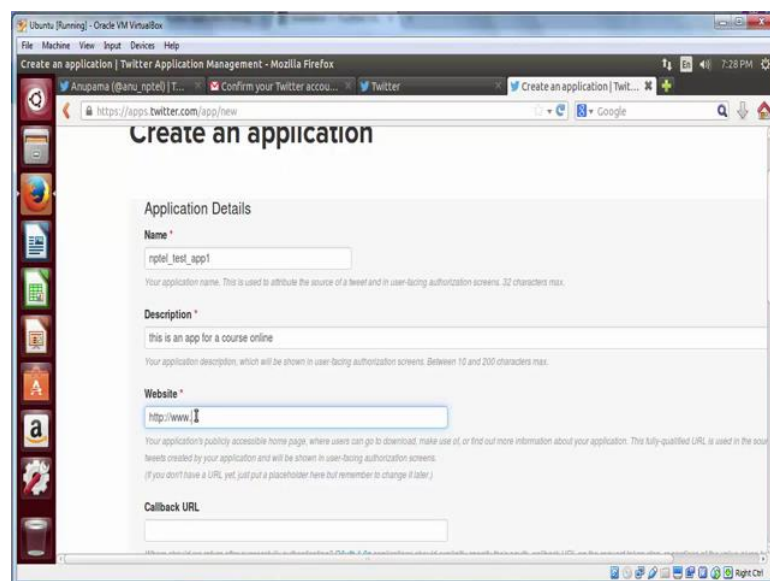 Ubuntu [Running] - Oracle VM VirtualBox
File Machine View Input Devices Help
Create an application | Twitter Application Management - Mozilla Firefox
En 7:28 PM
Anupama (@anu_nptel) | T...
Confirm your Twitter accou...
Twitter
Create an application | Twit...
https://apps.twitter.com/app/new
Google
Create an application
Application Details
Name *
nptel_test_app1
Your application name. This is used to attribute the source of a tweet and in user-facing authorization screens. 32 characters max.
Description *
this is an app for a course online
Your application description, which will be shown in user-facing authorization screens. Between 10 and 200 characters max.
Website *
http://www.
Your application's publicly accessible home page, where users can go to download, make use of, or find out more information about your application. This fully-qualified URL is used in the sour
tweets created by your application and will be shown in user-facing authorization screens.
(If you don't have a URL yet, just put a placeholder here but remember to change it later.)
Callback URL
Right Ctrl